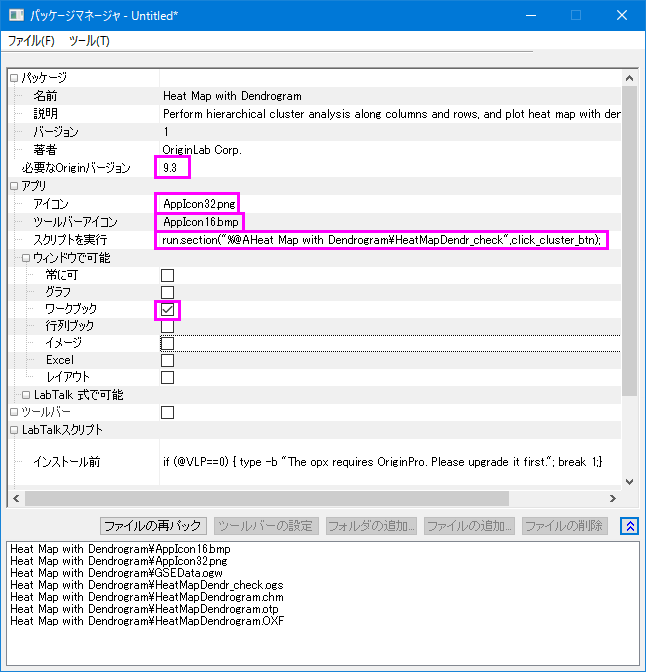 パッケージマネージャ - Untitled*
ファイル(F) ツール(T)
パッケージ
名前 Heat Map with Dendrogram
説明 Perform hierarchical cluster analysis along columns and rows, and plot heat map with den
バージョン 1
著者 OriginLab Corp.
必要なOriginバージョン 9.3
アプリ
アイコン AppIcon32.png
ツールバーアイコン AppIcon16.bmp
スクリプトを実行 run.section("%@AHeat Map with Dendrogram¥HeatMapDendr_check",click_cluster_btn);
ウィンドウで可能
常に可
グラフ
ワークブック
行列ブック
イメージ
Excel
レイアウト
LabTalk 式で可能
ツールバー
LabTalkスクリプト
インストール前 if (@VLP==0) { type -b "The opx requires OriginPro. Please upgrade it first."; break 1;}
ファイルの再パック ツールバーの設定 フォルダの追加... ファイルの追加... ファイルの削除
Heat Map with Dendrogram¥AppIcon16.bmp
Heat Map with Dendrogram¥AppIcon32.png
Heat Map with Dendrogram¥GSEData.ogw
Heat Map with Dendrogram¥HeatMapDendr_check.ogs
Heat Map with Dendrogram¥HeatMapDendrogram.chm
Heat Map with Dendrogram¥HeatMapDendrogram.otp
Heat Map with Dendrogram¥HeatMapDendrogram.OXF